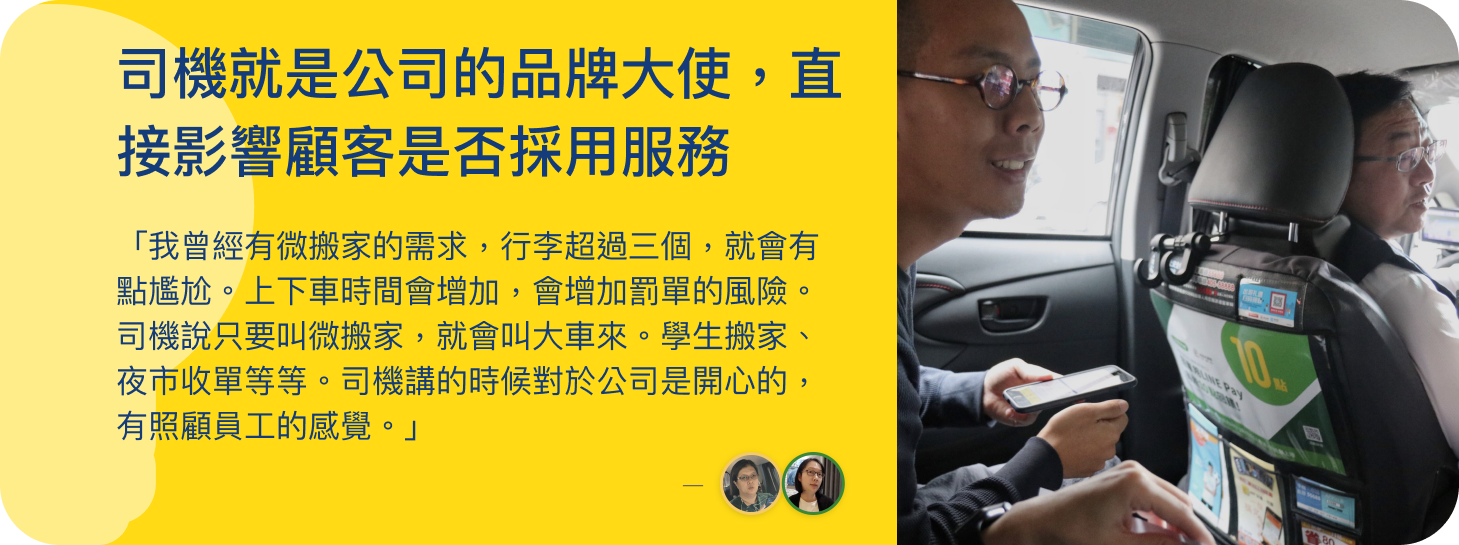 司機就是公司的品牌大使，直
接影響顧客是否採用服務
「我曾經有微搬家的需求，行李超過三個，就會有
點尷尬。上下車時間會增加，會增加罰單的風險。
司機說只要叫微搬家，就會叫大車來。學生搬家、
夜市收單等等。司機講的時候對於公司是開心的，
有照顧員工的感覺。」
—
10點
LINE Pay